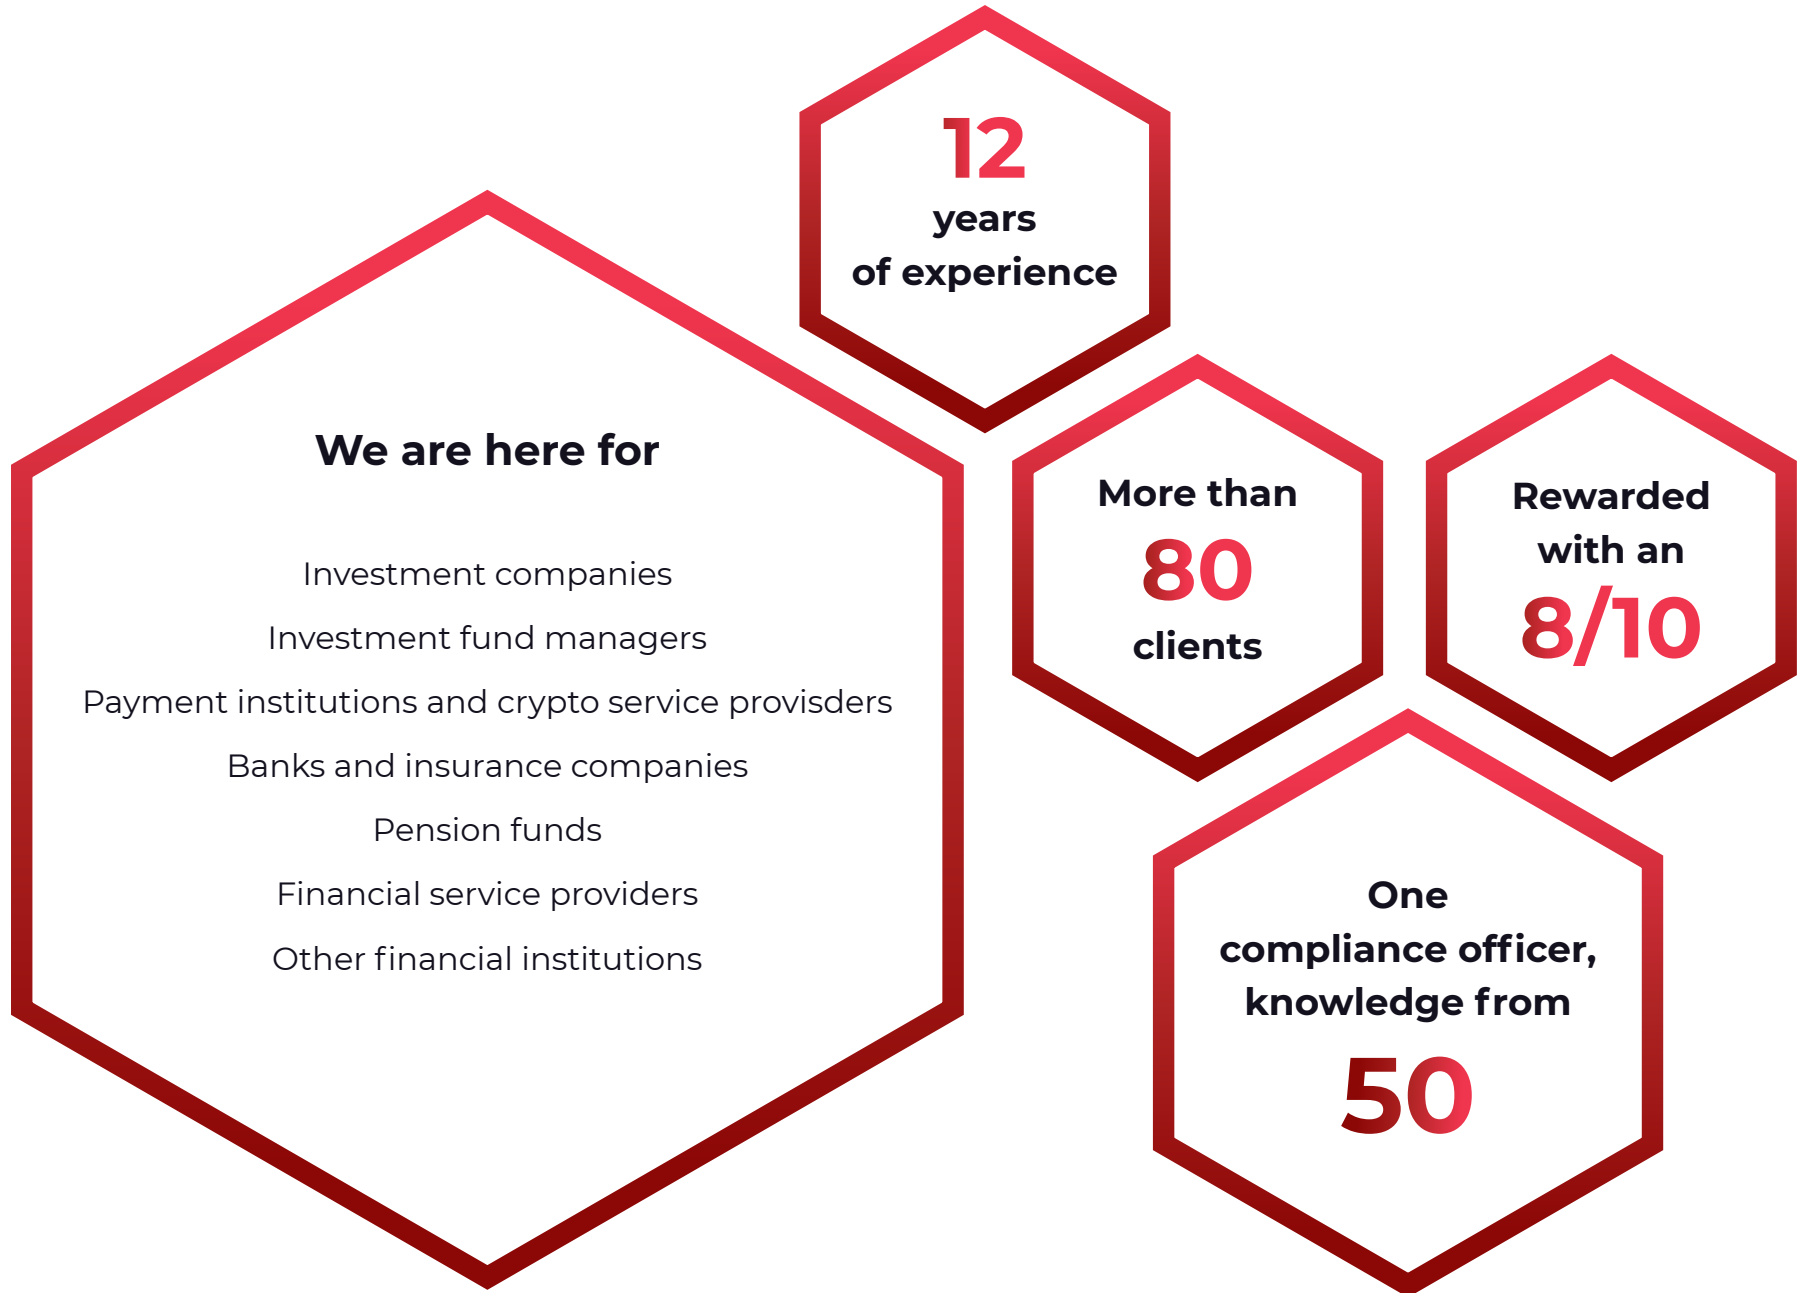 We are here for
Investment companies
Investment fund managers
Payment institutions and crypto service provisders
Banks and insurance companies
Pension funds
Financial service providers
Other financial institutions
12
years
of experience
More than
80
clients
Rewarded
with an
8/10
One
compliance officer,
knowledge from
50